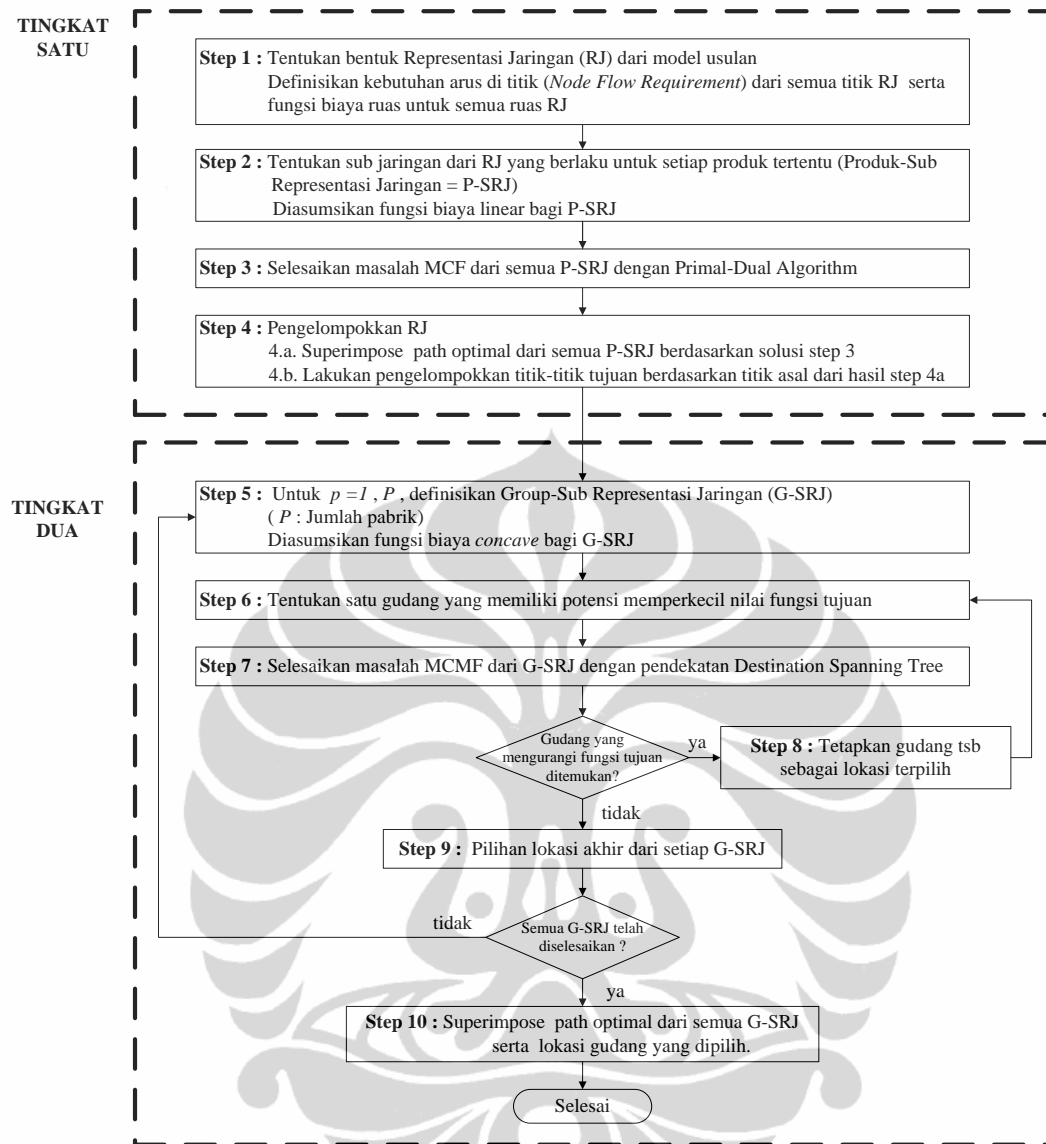 TINGKAT
SATU
Step 1 : Tentukan bentuk Representasi Jaringan (RJ) dari model usulan
Definisikan kebutuhan arus di titik (Node Flow Requirement) dari semua titik RJ serta
fungsi biaya ruas untuk semua ruas RJ
Step 2 : Tentukan sub jaringan dari RJ yang berlaku untuk setiap produk tertentu (Produk-Sub
Representasi Jaringan = P-SRJ)
Diasumsikan fungsi biaya linear bagi P-SRJ
Step 3 : Selesaikan masalah MCF dari semua P-SRJ dengan Primal-Dual Algorithm
Step 4 : Pengelompokkan RJ
4.a. Superimpose path optimal dari semua P-SRJ berdasarkan solusi step 3
4.b. Lakukan pengelompokkan titik-titik tujuan berdasarkan titik asal dari hasil step 4a
TINGKAT
DUA
Step 5 : Untuk p =1 , P , definisikan Group-Sub Representasi Jaringan (G-SRJ)
( P : Jumlah pabrik)
Diasumsikan fungsi biaya concave bagi G-SRJ
Step 6 : Tentukan satu gudang yang memiliki potensi memperkecil nilai fungsi tujuan
Step 7 : Selesaikan masalah MCMF dari G-SRJ dengan pendekatan Destination Spanning Tree
Gudang yang
mengurangi fungsi tujuan
ditemukan?
ya
Step 8 : Tetapkan gudang tsb
sebagai lokasi terpilih
tidak
Step 9 : Pilihan lokasi akhir dari setiap G-SRJ
tidak
Semua G-SRJ telah
diselesaikan ?
ya
Step 10 : Superimpose path optimal dari semua G-SRJ
serta lokasi gudang yang dipilih.
Selesai